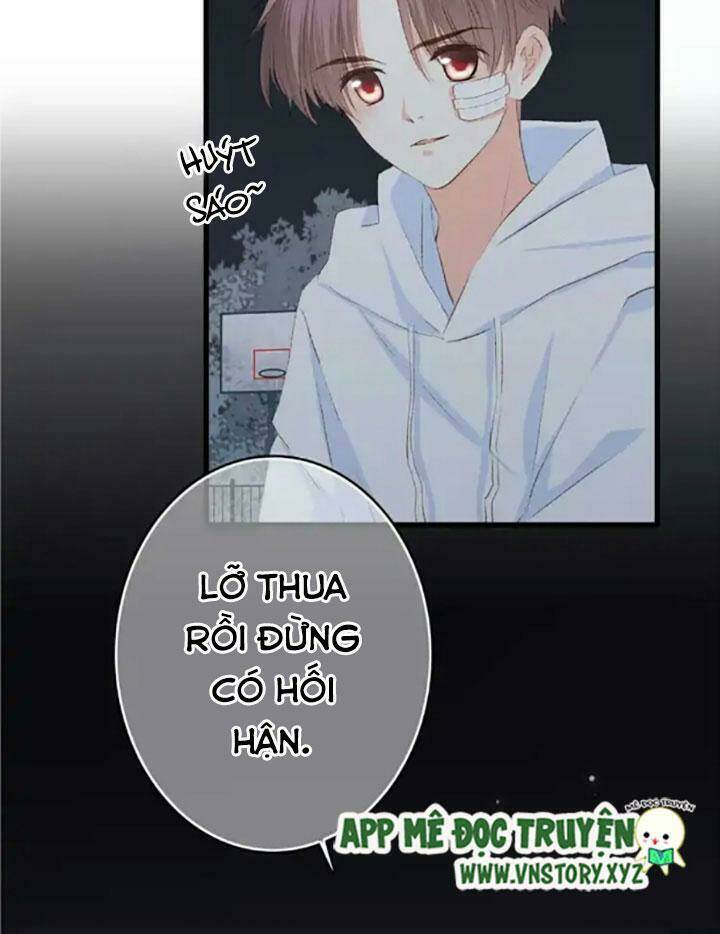 HUÝT
SÁO~
LỠ THUA
RỒI ĐỪNG
CÓ HỐI
HẬN.
MÊ ĐỌC TRUYỆN
APP MÊ ĐỌC TRUYỆN
WWW.VNSTORY.XYZ